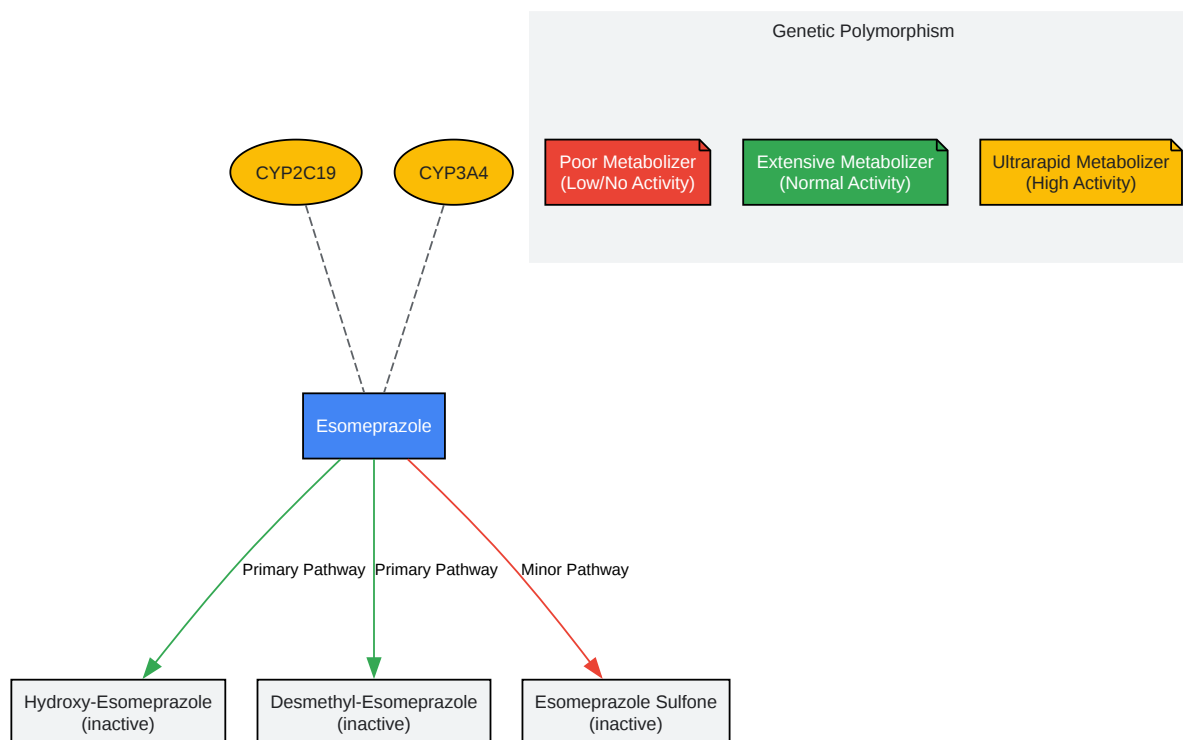 Genetic Polymorphism
CYP2C19
CYP3A4
Poor Metabolizer
(Low/No Activity)
Extensive Metabolizer
(Normal Activity)
Ultrarapid Metabolizer
(High Activity)
Esomeprazole
Primary Pathway
Primary Pathway
Minor Pathway
Hydroxy-Esomeprazole
(inactive)
Desmethyl-Esomeprazole
(inactive)
Esomeprazole Sulfone
(inactive)